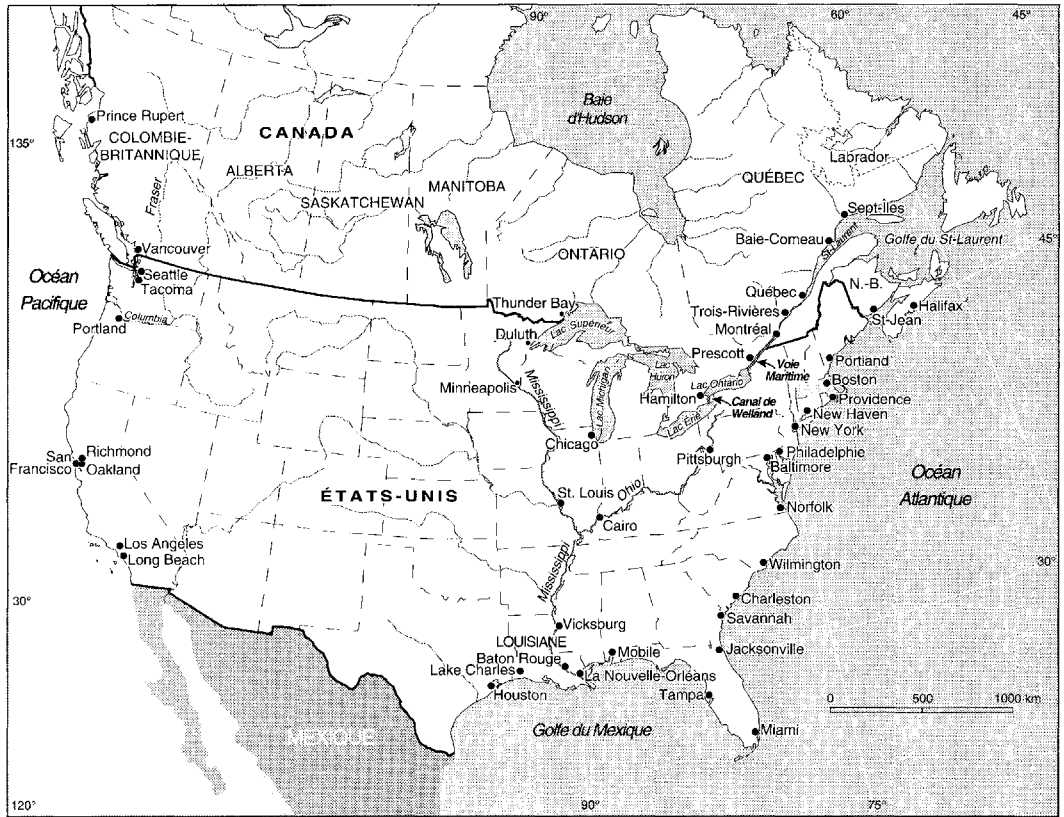 90°
60°
45°
Baie
d'Hudson
Prince Rupert
CANADA
135°
COLOMBIE-
BRITANNIQUE
ALBERTA
Labrador
QUÉBEC
MANITOBA
SASKATCHEWAN
Fraser
Sept-Îles
Baie-Comeau
St-Laurent
Golfe du St-Laurent
45°
Vancouver
ONTARIO
Océan
Pacifique
Seattle
Tacoma
N.-B.
Québec
Thunder Bay
Halifax
Trois-Rivières
St-Jean
Portland
Columbia
Lac Supérieur
Montréal
Duluth
Prescott
Voie
Maritime
Portland
Lac
Huron
Lac Michigan
Lac Ontario
Minneapolis
Mississippi
Boston
Hamilton
Canal de
Welland
Providence
New Haven
Lac Érié
New York
Chicago
Pittsburgh
Philadelphie
Baltimore
San
Francisco
Richmond
Oakland
Océan
Atlantique
ÉTATS-UNIS
St. Louis
Ohio
Norfolk
Cairo
Los Angeles
Long Beach
Mississippi
Wilmington
30°
30°
Charleston
Savannah
Vicksburg
LOUISIANE
Mobile
Jacksonville
Baton Rouge
Lake Charles
La Nouvelle-Orléans
Houston
Tampa
0 500 1000 km
MEXIQUE
Golfe du Mexique
Miami
120°
90°
75°